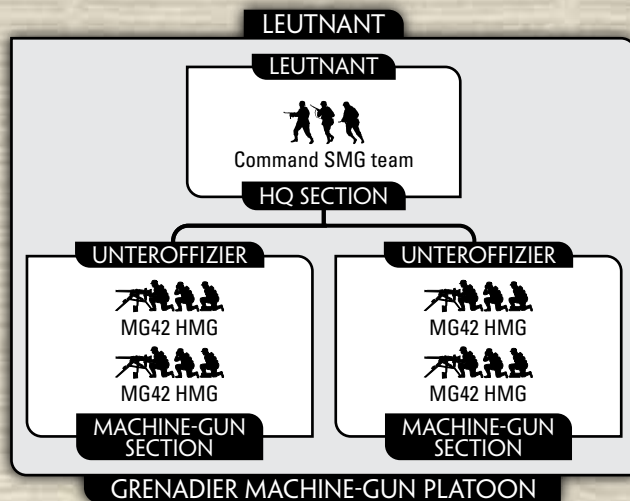 LEUTNANT
LEUTNANT
Command SMG team
HQ SECTION
UNTEROFFIZIER
MG42 HMG
MG42 HMG
MACHINE-GUN
SECTION
UNTEROFFIZIER
MG42 HMG
MG42 HMG
MACHINE-GUN
SECTION
GRENADIER MACHINE-GUN PLATOON